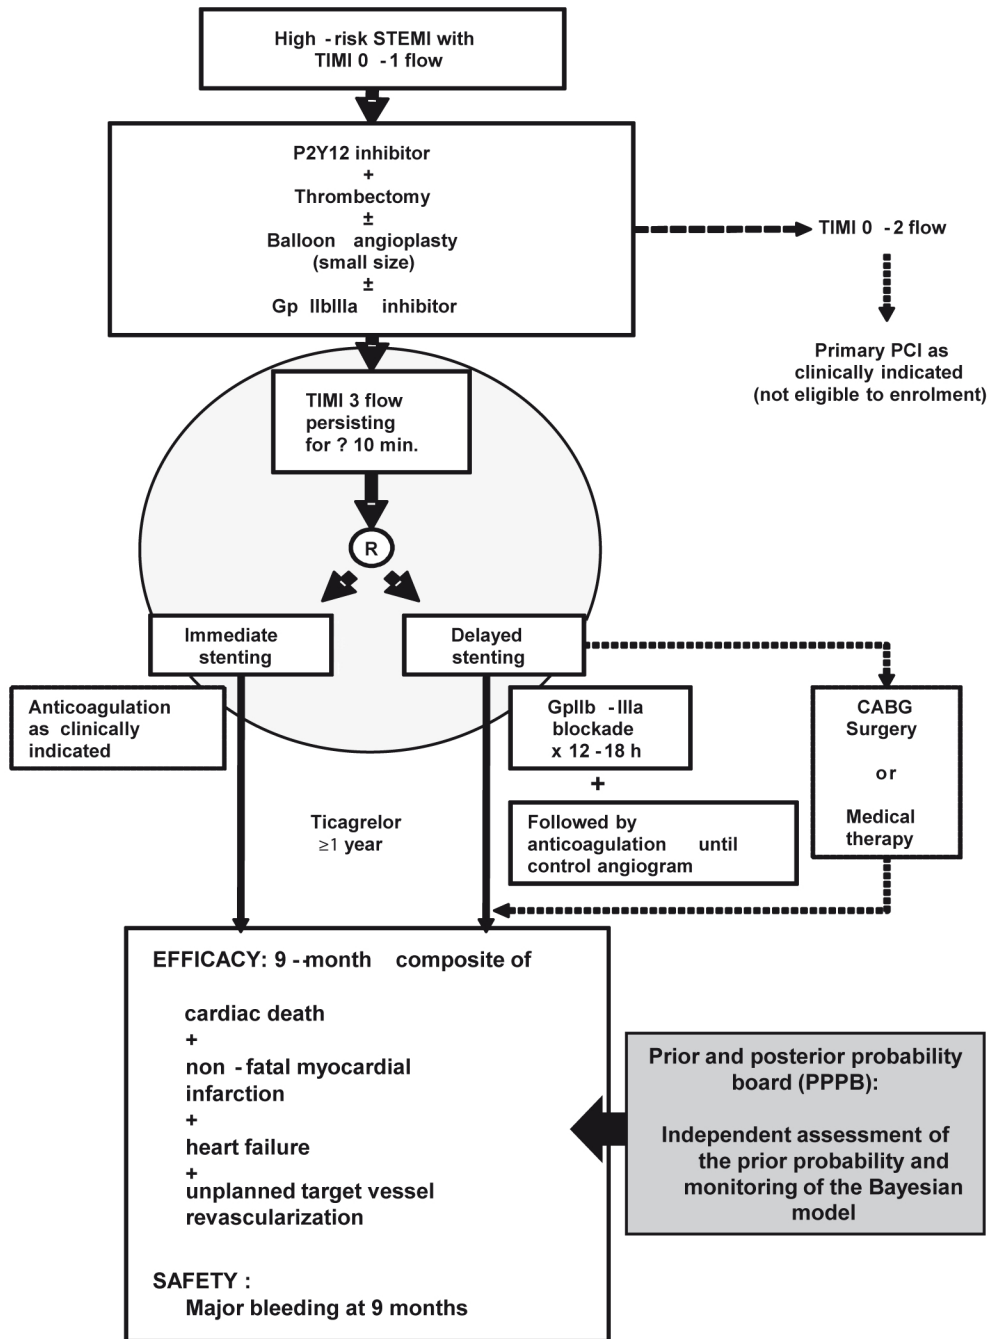 High -risk STEMI with
TIMI 0 -1 flow
P2Y12 inhibitor
+
Thrombectomy
±
Balloon angioplasty
(small size)
±
Gp IIbIIIa inhibitor
TIMI 0 -2 flow
Primary PCI as
clinically indicated
(not eligible to enrolment)
TIMI 3 flow
persisting
for ? 10 min.
R
Immediate
stenting
Delayed
stenting
Anticoagulation
as clinically
indicated
GpIIb -IIIa
blockade
x 12 -18 h
+
Followed by
anticoagulation until
control angiogram
CABG
Surgery
or
Medical
therapy
Ticagrelor
≥1 year
EFFICACY: 9 --month composite of
cardiac death
+
non -fatal myocardial
infarction
+
heart failure
+
unplanned target vessel
revascularization
SAFETY :
Major bleeding at 9 months
Prior and posterior probability
board (PPPB):
Independent assessment of
the prior probability and
monitoring of the Bayesian
model